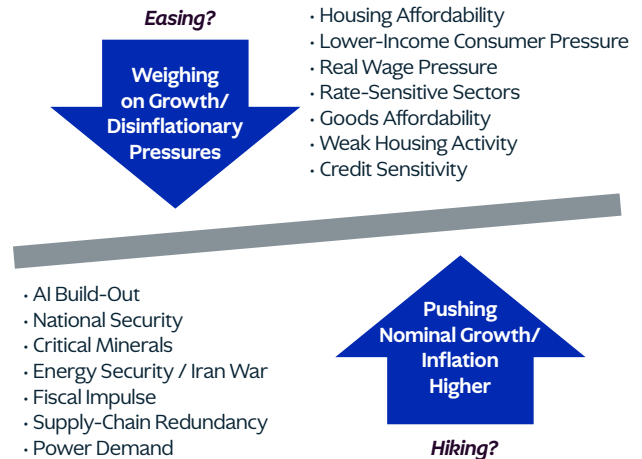 Easing?
Weighing
on Growth/
Disinflationary
Pressures
· Housing Affordability
· Lower-Income Consumer Pressure
· Real Wage Pressure
· Rate-Sensitive Sectors
· Goods Affordability
· Weak Housing Activity
· Credit Sensitivity
· AI Build-Out
· National Security
· Critical Minerals
· Energy Security / Iran War
· Fiscal Impulse
· Supply-Chain Redundancy
· Power Demand
Pushing
Nominal Growth/
Inflation
Higher
Hiking?